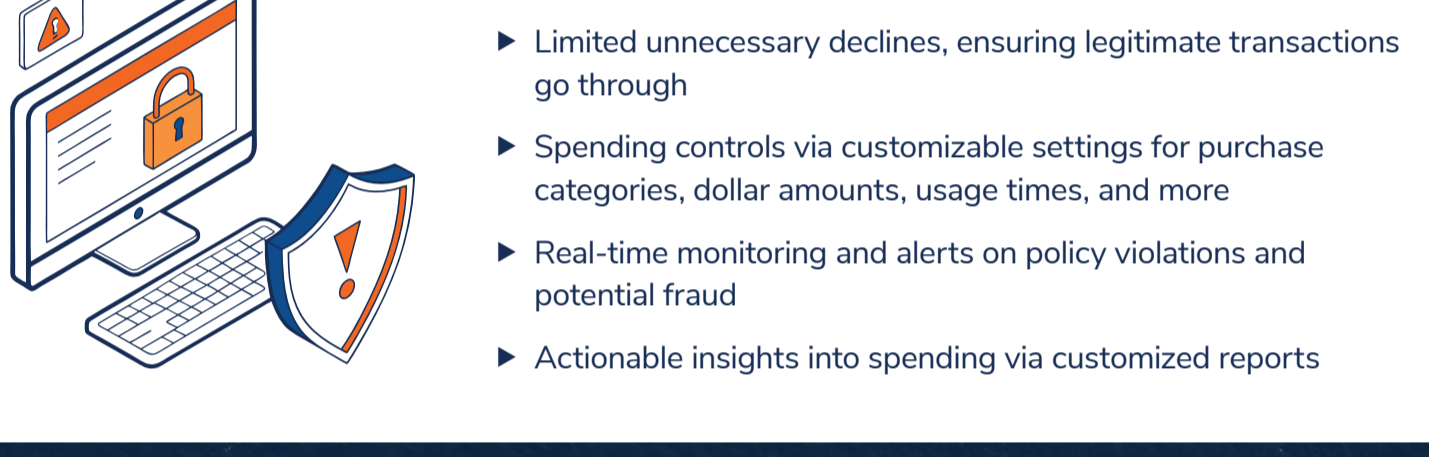 ▶ Limited unnecessary declines, ensuring legitimate transactions
go through
▶ Spending controls via customizable settings for purchase
categories, dollar amounts, usage times, and more
▶ Real-time monitoring and alerts on policy violations and
potential fraud
▶ Actionable insights into spending via customized reports